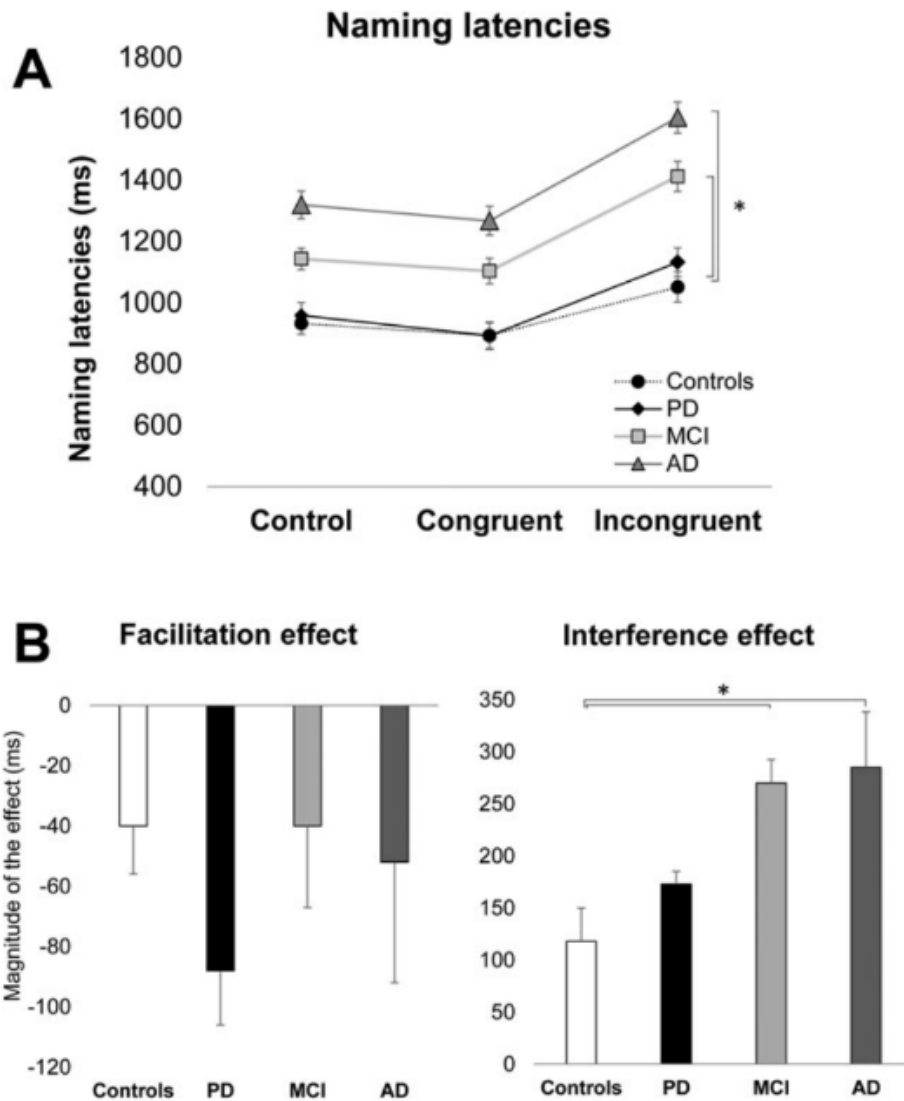 Naming latencies
A
Naming latencies (ms)
1800
1600
1400
1200
1000
800
600
400
*
Controls
PD
MCI
AD
Control Congruent Incongruent
B
Facilitation effect
Magnitude of the effect (ms)
0
-20
-40
-60
-80
-100
-120
Controls PD MCI AD
Interference effect
*
350
300
250
200
150
100
50
0
Controls PD MCI AD